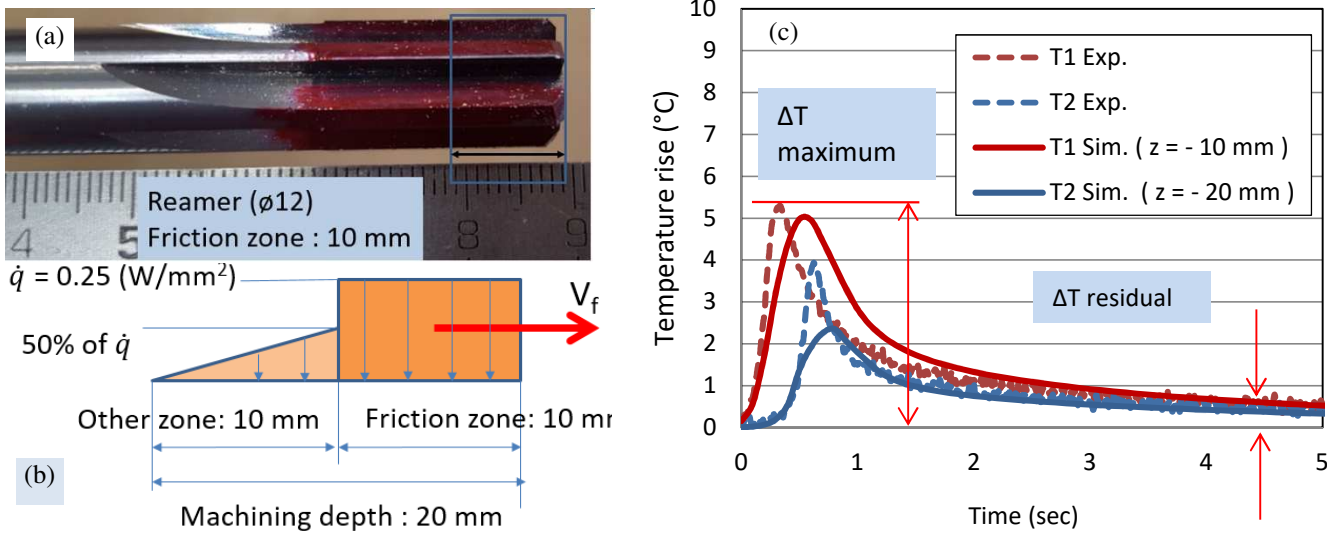 (a)
Reamer (ø12)
Friction zone : 10 mm
4 5 8 9
q̇ = 0.25 (W/mm²)
50% of q̇
V_f
Other zone: 10 mm
Friction zone: 10 mm
(b)
Machining depth : 20 mm
(c)
T1 Exp.
T2 Exp.
T1 Sim. ( z = - 10 mm )
T2 Sim. ( z = - 20 mm )
ΔT
maximum
ΔT residual
Temperature rise (°C)
10
9
8
7
6
5
4
3
2
1
0
0 1 2 3 4 5
Time (sec)